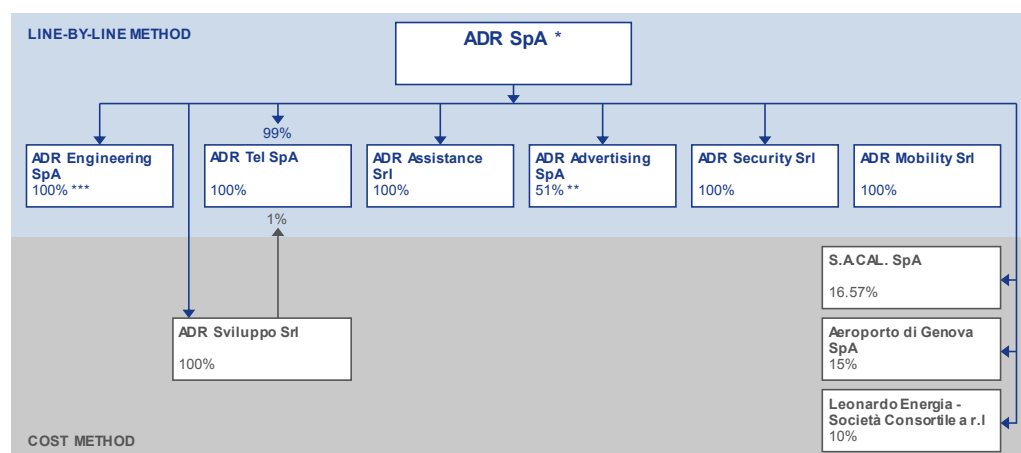 LINE-BY-LINE METHOD
ADR SpA *
99%
ADR Engineering
SpA
100% ***
ADR Tel SpA
100%
ADR Assistance
Srl
100%
ADR Advertising
SpA
51% **
ADR Security Srl
100%
ADR Mobility Srl
100%
1%
S.A.CAL. SpA
16.57%
ADR Sviluppo Srl
100%
Aeroporto di Genova
SpA
15%
Leonardo Energia -
Società Consortile a r.l
10%
COST METHOD